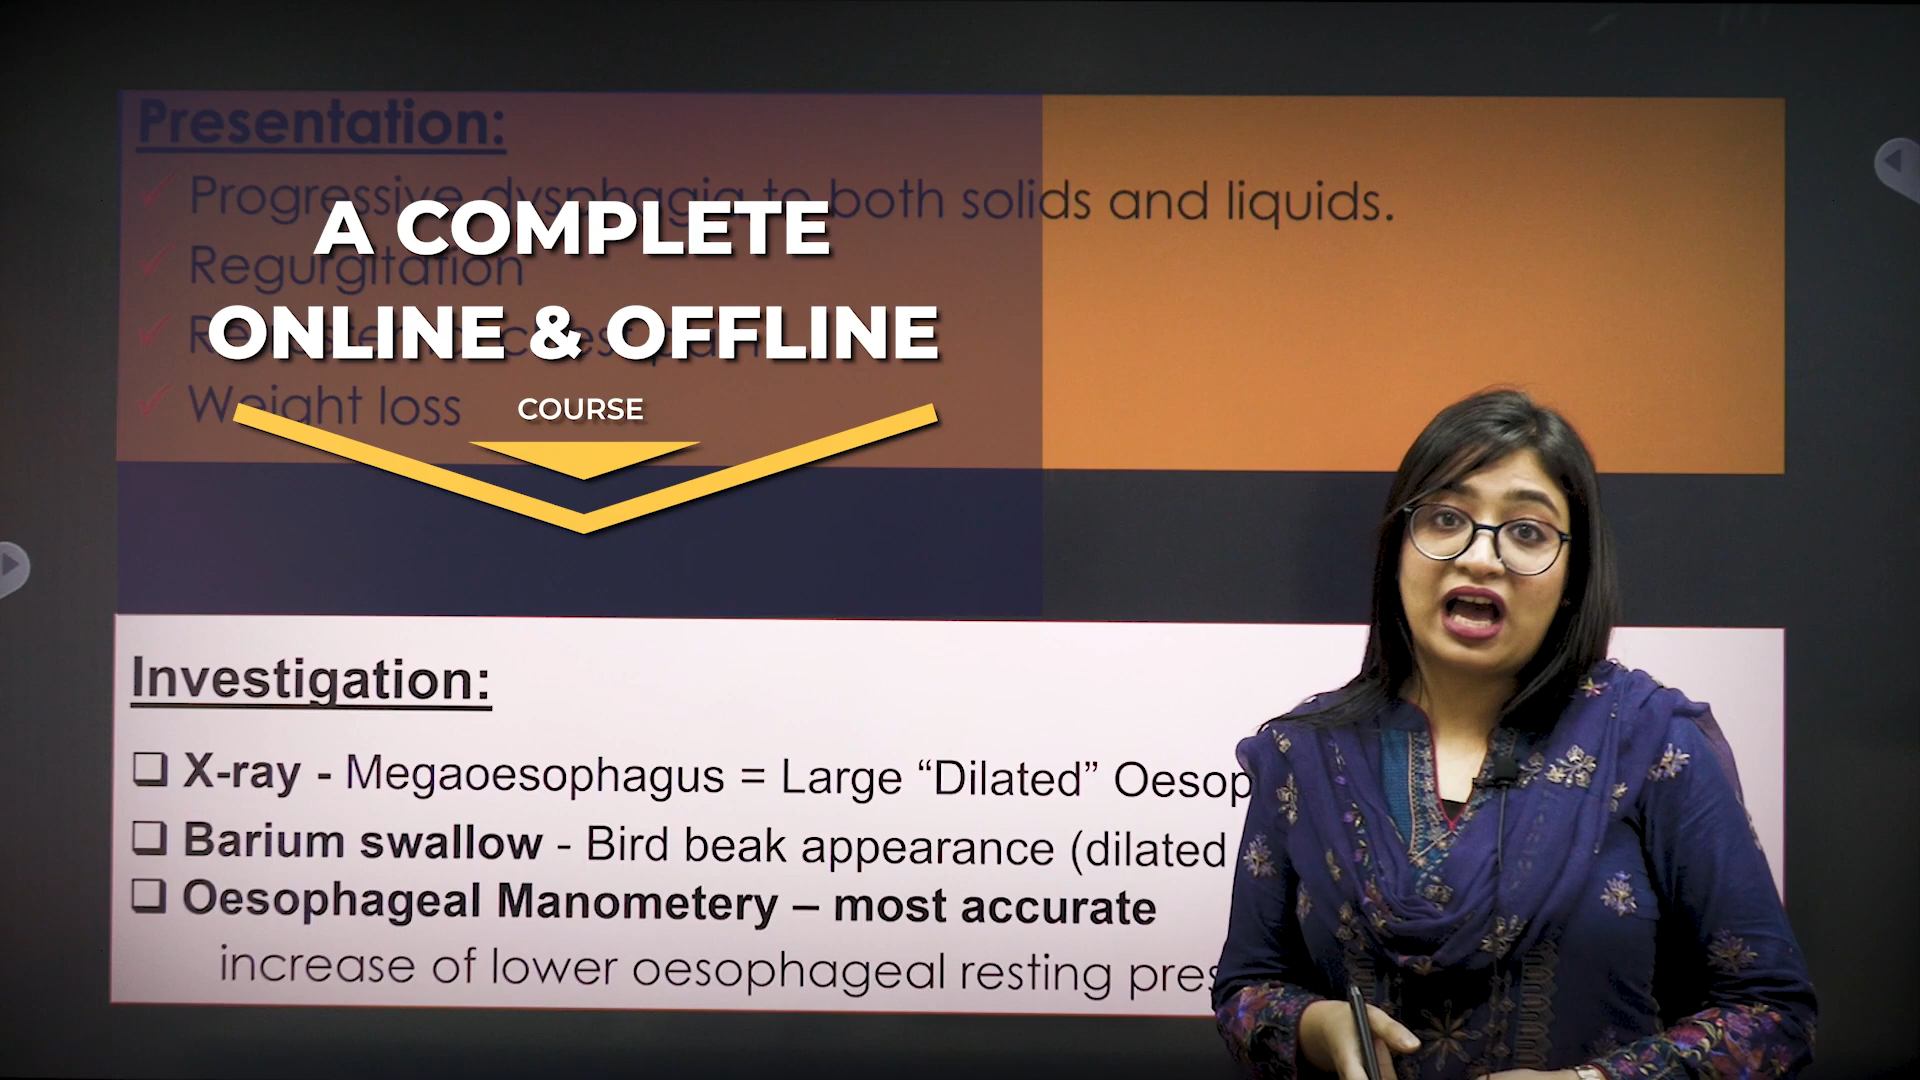 Presentation:
✓ Progressive dysphagia to both solids and liquids.
✓ Regurgitation
✓ Weight loss
A COMPLETE
ONLINE & OFFLINE
COURSE
Investigation:
❑ X-ray - Megaoesophagus = Large “Dilated” Oesop
❑ Barium swallow - Bird beak appearance (dilated
❑ Oesophageal Manometery – most accurate
increase of lower oesophageal resting pres